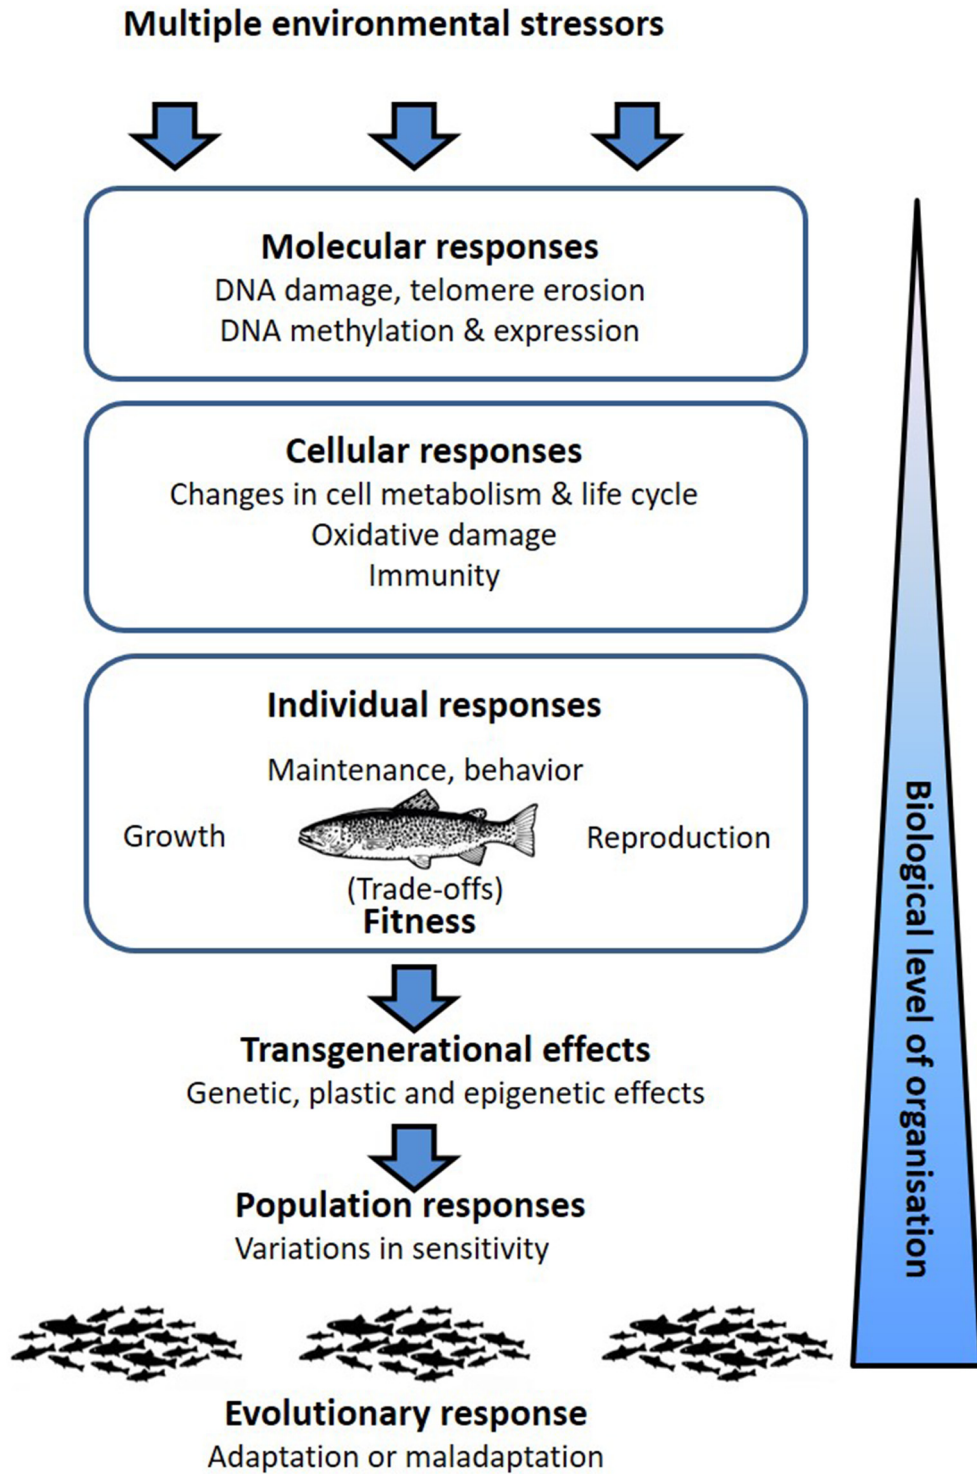 Multiple environmental stressors
Molecular responses
DNA damage, telomere erosion
DNA methylation & expression
Cellular responses
Changes in cell metabolism & life cycle
Oxidative damage
Immunity
Individual responses
Maintenance, behavior
Growth
Reproduction
(Trade-offs)
Fitness
Transgenerational effects
Genetic, plastic and epigenetic effects
Population responses
Variations in sensitivity
Evolutionary response
Adaptation or maladaptation
Biological level of organisation